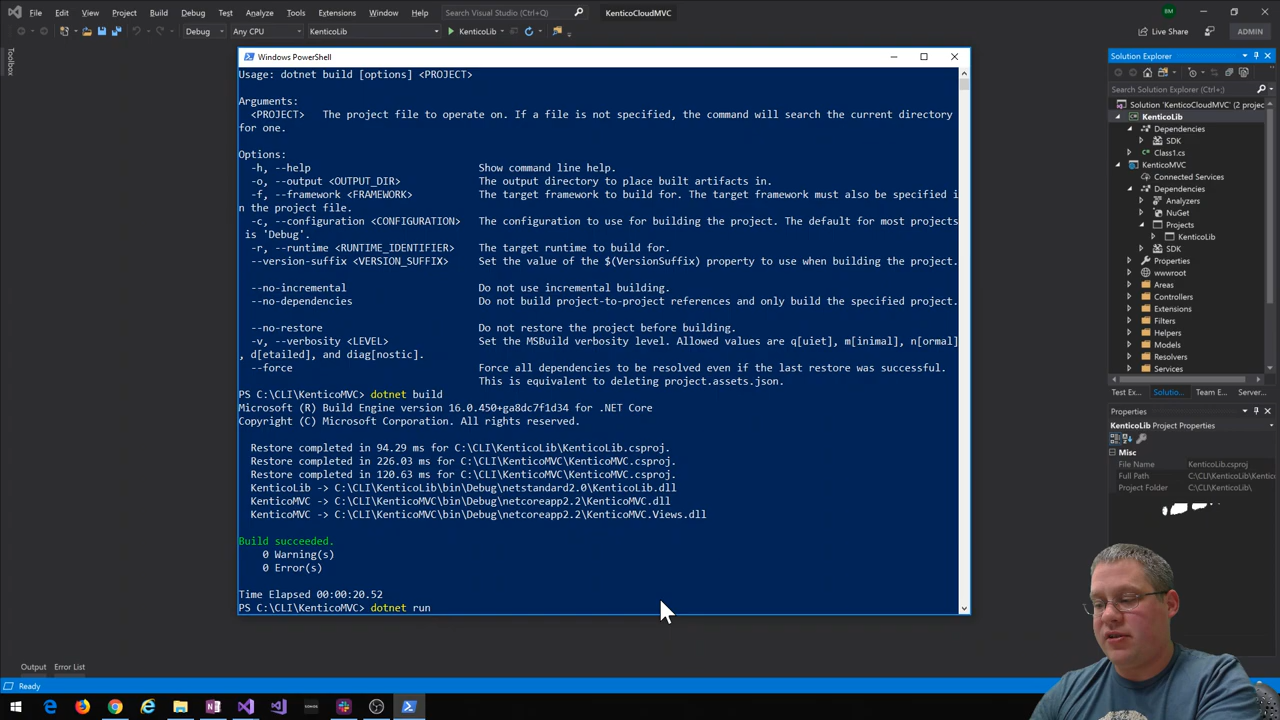 File Edit View Project Build Debug Test Analyze Tools Extensions Window Help Search Visual Studio (Ctrl+Q) KenticoCloudMVC BM
Debug Any CPU KenticoLib KenticoLib Live Share ADMIN
Toolbox
Windows PowerShell
Usage: dotnet build [options] <PROJECT>
Arguments:
<PROJECT> The project file to operate on. If a file is not specified, the command will search the current directory
for one.
Options:
-h, --help Show command line help.
-o, --output <OUTPUT_DIR> The output directory to place built artifacts in.
-f, --framework <FRAMEWORK> The target framework to build for. The target framework must also be specified i
n the project file.
-c, --configuration <CONFIGURATION> The configuration to use for building the project. The default for most projects
is 'Debug'.
-r, --runtime <RUNTIME_IDENTIFIER> The target runtime to build for.
--version-suffix <VERSION_SUFFIX> Set the value of the $(VersionSuffix) property to use when building the project.
--no-incremental Do not use incremental building.
--no-dependencies Do not build project-to-project references and only build the specified project.
--no-restore Do not restore the project before building.
-v, --verbosity <LEVEL> Set the MSBuild verbosity level. Allowed values are q[uiet], m[inimal], n[ormal]
, d[etailed], and diag[nostic].
--force Force all dependencies to be resolved even if the last restore was successful.
This is equivalent to deleting project.assets.json.
PS C:\CLI\KenticoMVC> dotnet build
Microsoft (R) Build Engine version 16.0.450+ga8dc7f1d34 for .NET Core
Copyright (C) Microsoft Corporation. All rights reserved.
Restore completed in 94.29 ms for C:\CLI\KenticoLib\KenticoLib.csproj.
Restore completed in 226.03 ms for C:\CLI\KenticoMVC\KenticoMVC.csproj.
Restore completed in 120.63 ms for C:\CLI\KenticoMVC\KenticoMVC.csproj.
KenticoLib -> C:\CLI\KenticoLib\bin\Debug\netstandard2.0\KenticoLib.dll
KenticoMVC -> C:\CLI\KenticoMVC\bin\Debug\netcoreapp2.2\KenticoMVC.dll
KenticoMVC -> C:\CLI\KenticoMVC\bin\Debug\netcoreapp2.2\KenticoMVC.Views.dll
Build succeeded.
0 Warning(s)
0 Error(s)
Time Elapsed 00:00:20.52
PS C:\CLI\KenticoMVC> dotnet run
Solution Explorer
Search Solution Explorer (Ctrl+;)
Solution 'KenticoCloudMVC' (2 projec
KenticoLib
Dependencies
SDK
Class1.cs
KenticoMVC
Connected Services
Dependencies
Analyzers
NuGet
Projects
KenticoLib
SDK
Properties
wwwroot
Areas
Controllers
Extensions
Filters
Helpers
Models
Resolvers
Services
Test Ex... Solutio... Team E... Server...
Properties
KenticoLib Project Properties
Misc
File Name KenticoLib.csproj
Full Path C:\CLI\KenticoLib\Kentico
Project Folder C:\CLI\KenticoLib\
Output Error List
Ready
SONOS